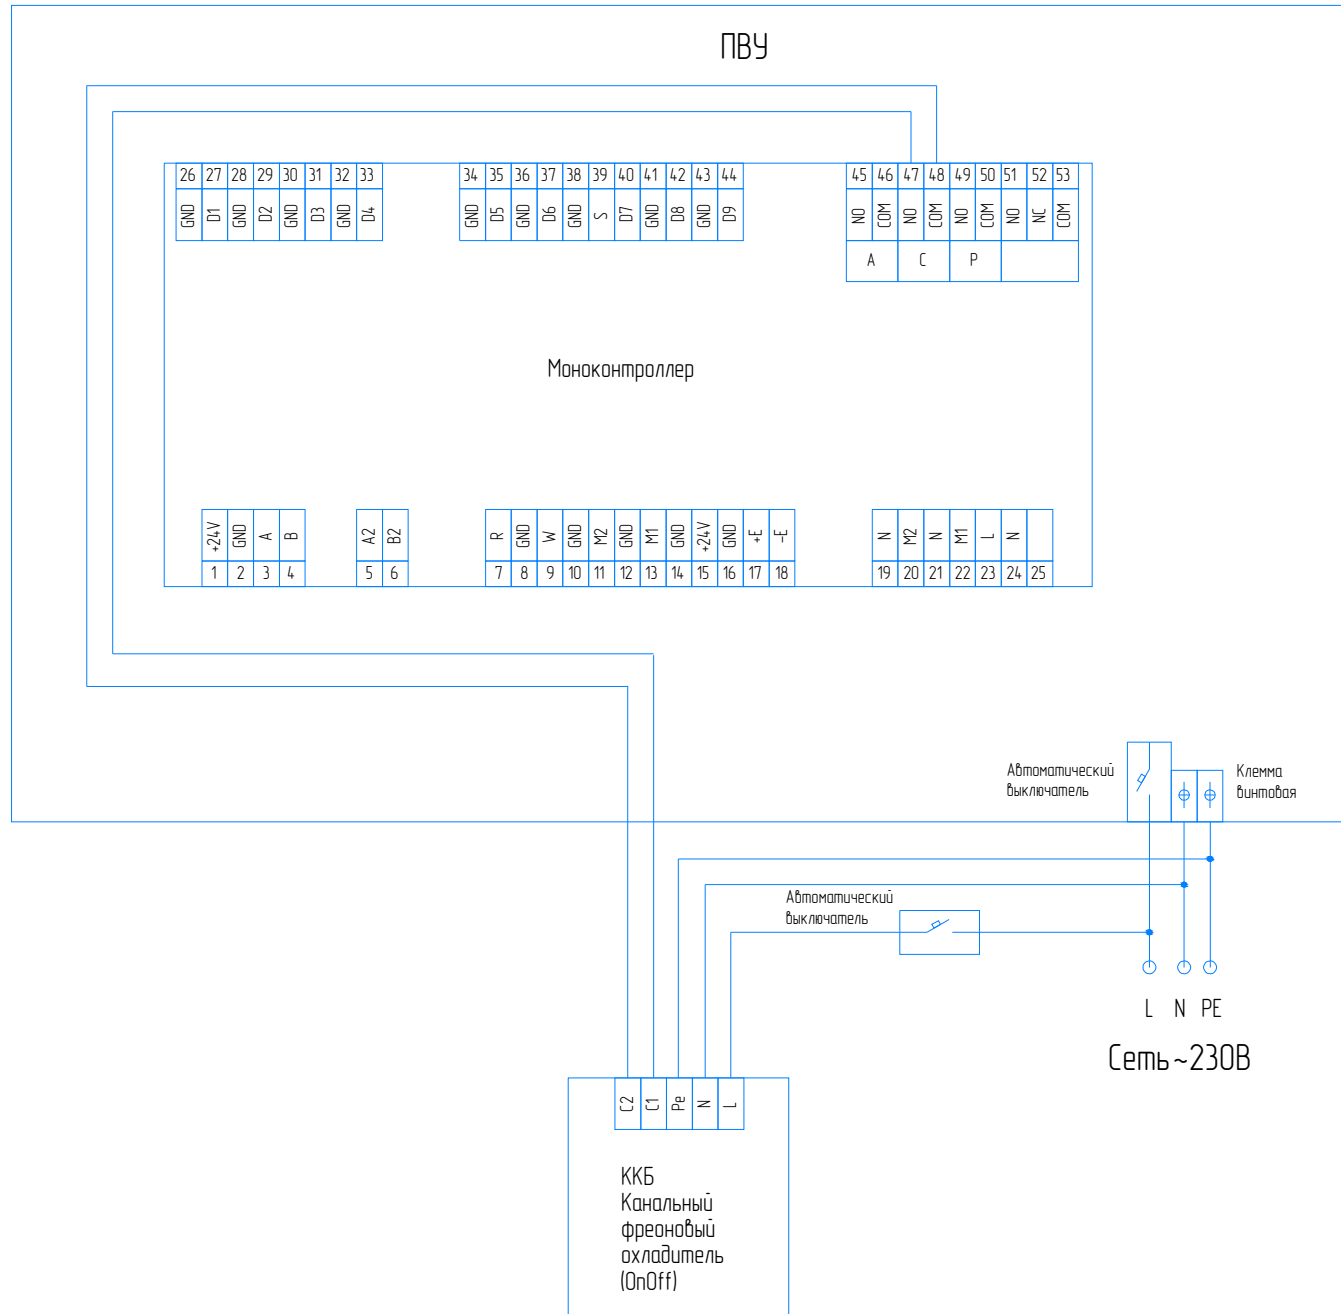 ПВУ
26 27 28 29 30 31 32 33 34 35 36 37 38 39 40 41 42 43 44 45 46 47 48 49 50 51 52 53
GND D1 GND D2 GND D3 GND D4 GND D5 GND D6 GND S D7 GND D8 GND D9 NO COM NO COM NO COM NO NC COM
A C P
Моноконтроллер
+24V GND A B A2 B2 R GND W GND M2 GND M1 GND +24V GND +E -E N M2 N M1 L N
1 2 3 4 5 6 7 8 9 10 11 12 13 14 15 16 17 18 19 20 21 22 23 24 25
Автоматический
выключатель
Клемма
винтовая
Автоматический
выключатель
L N PE
Сеть ~230В
C2 C1 Pe N L
ККБ
Канальный
фреоновый
охладитель
(OnOff)